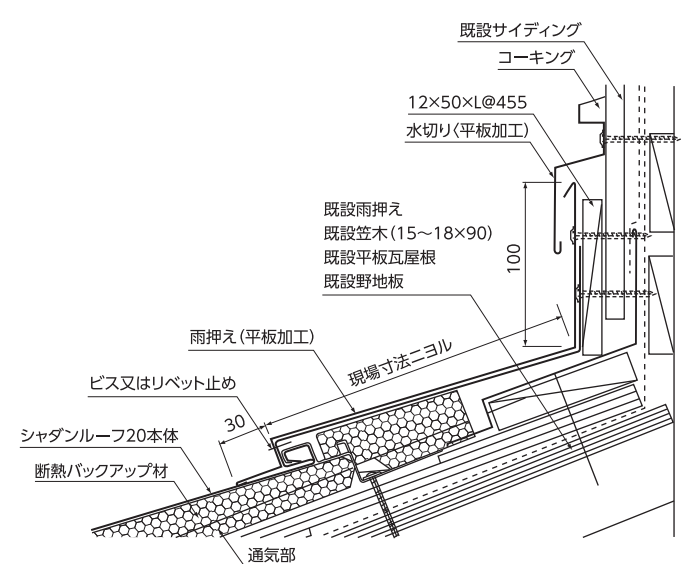 既設サイディング
コーキング
12×50×L@455
水切り〈平板加工〉
既設雨押え
既設笠木(15〜18×90)
既設平板瓦屋根
既設野地板
100
雨押え(平板加工)
現場寸法ニヨル
ビス又はリベット止め
30
シャダンルーフ20本体
断熱バックアップ材
通気部